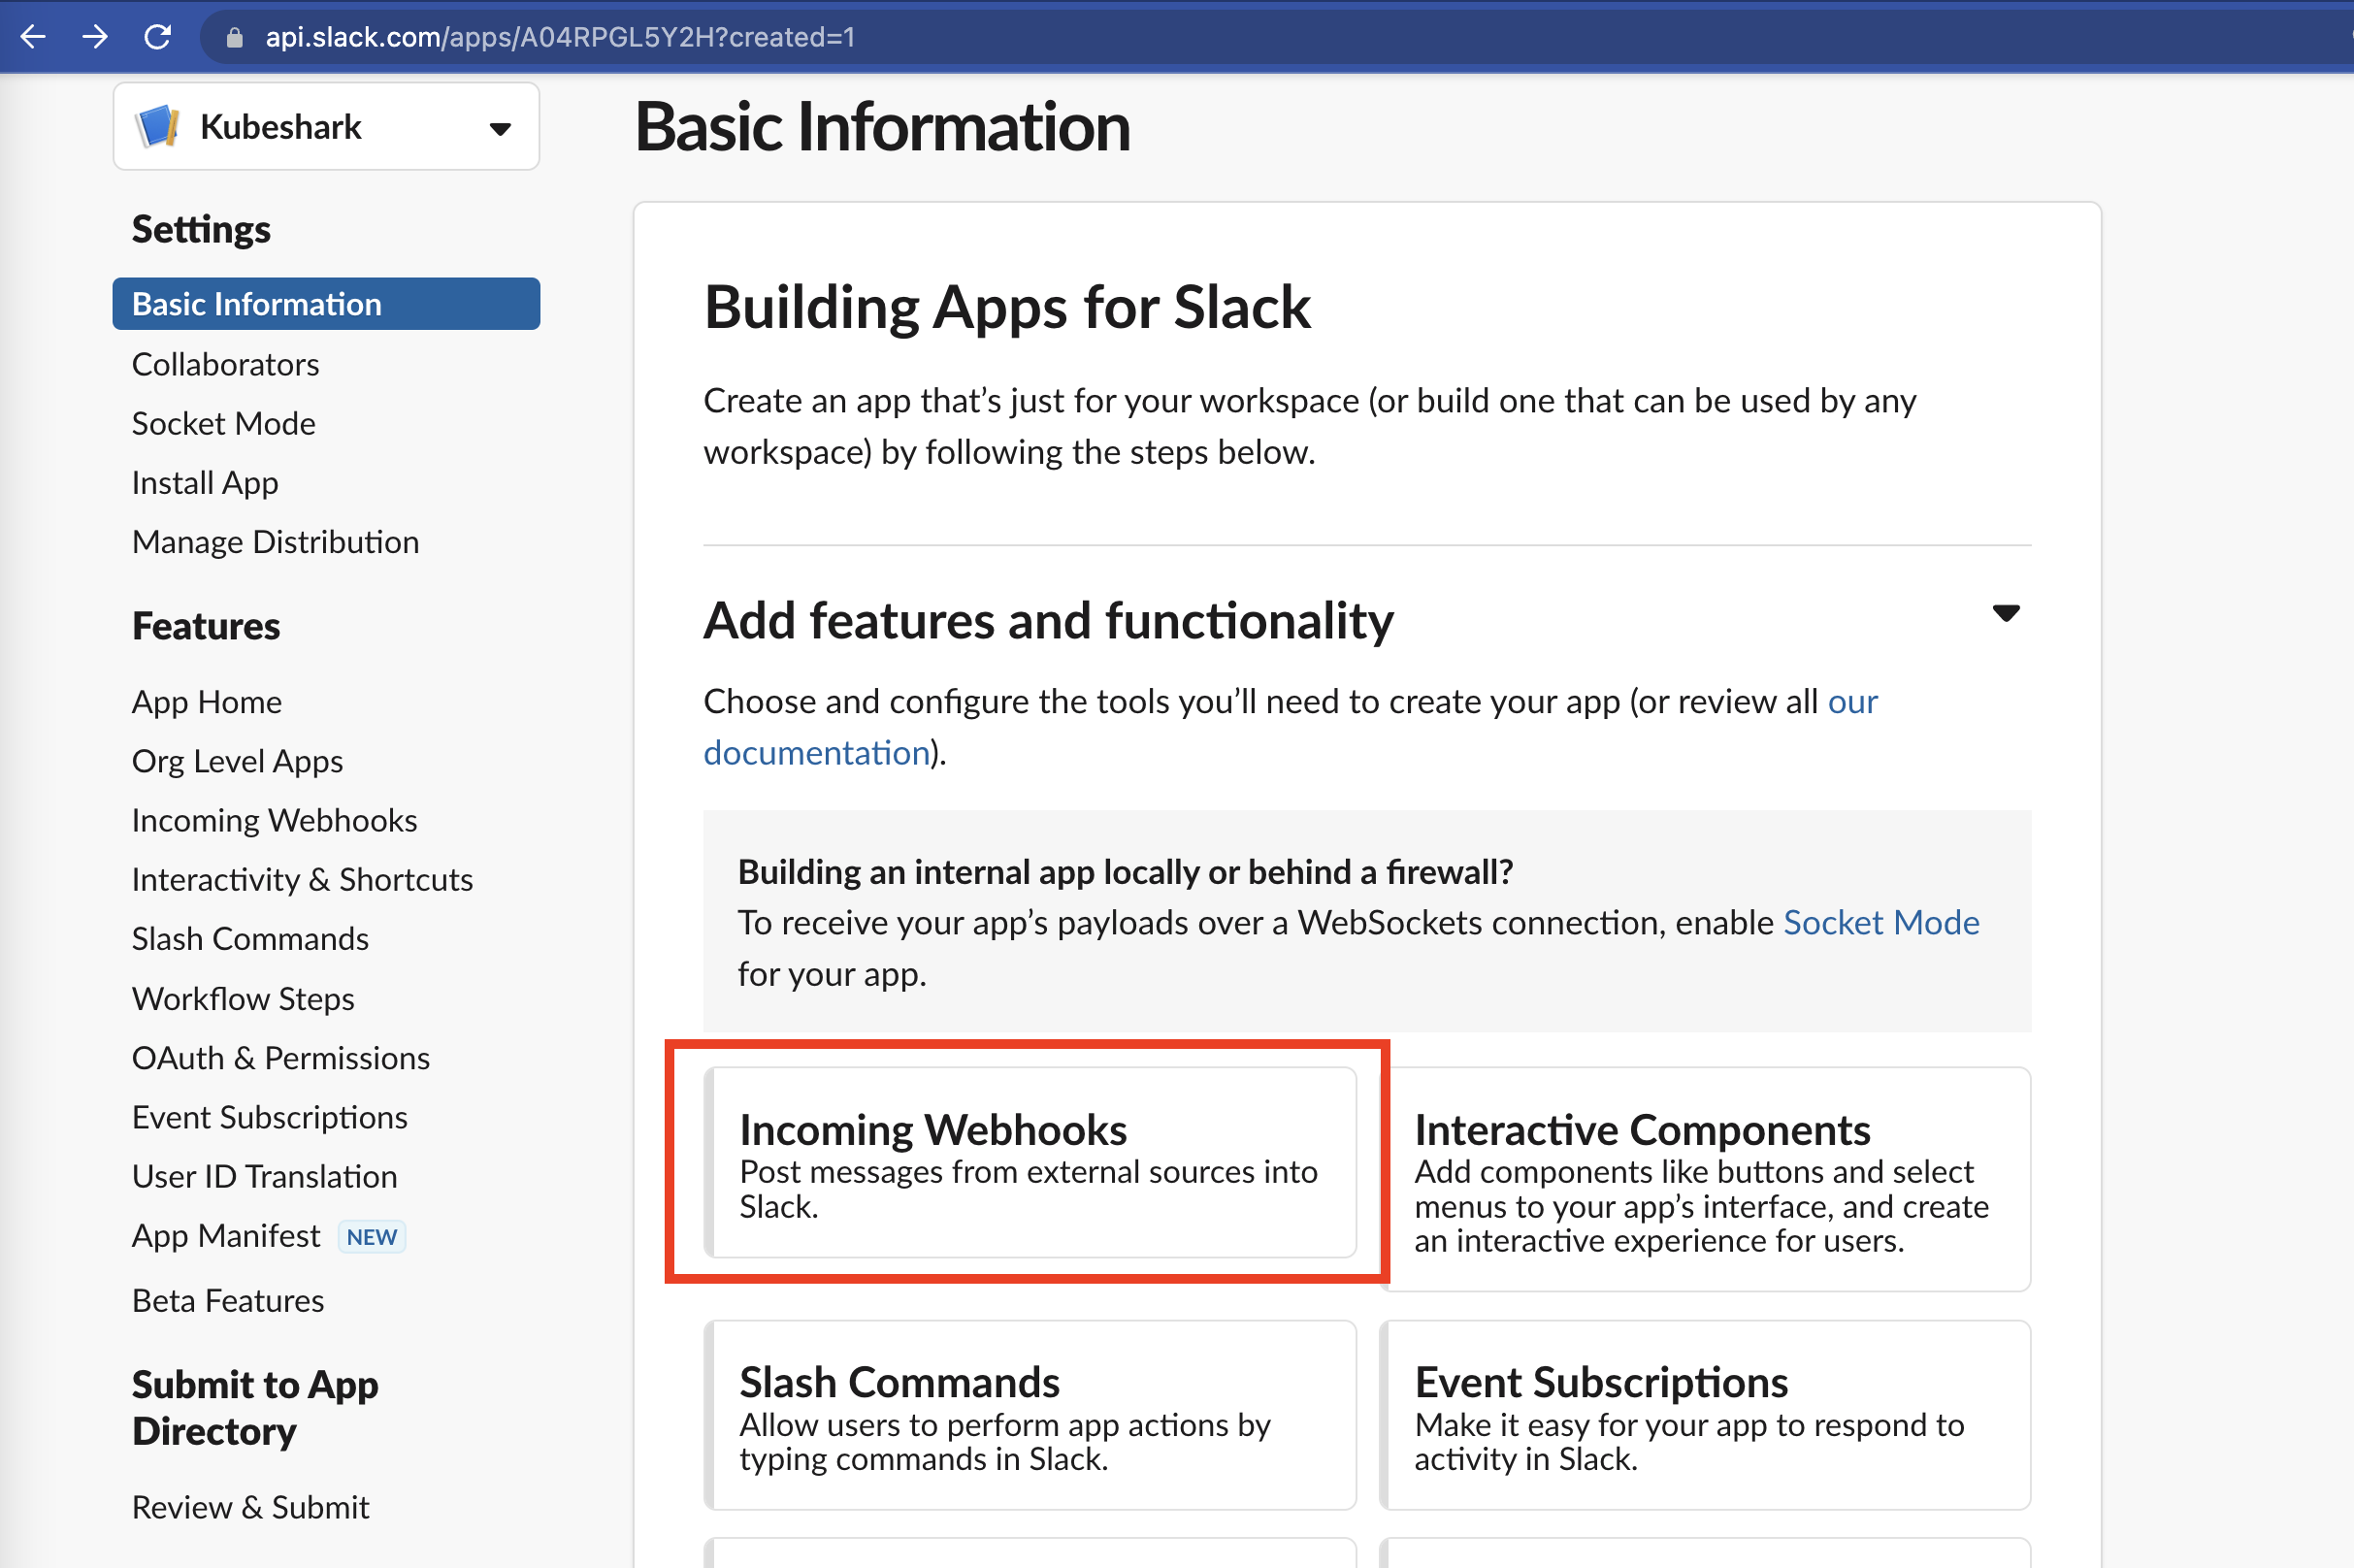 api.slack.com/apps/A04RPGL5Y2H?created=1
Kubeshark
Settings
Basic Information
Collaborators
Socket Mode
Install App
Manage Distribution
Features
App Home
Org Level Apps
Incoming Webhooks
Interactivity & Shortcuts
Slash Commands
Workflow Steps
OAuth & Permissions
Event Subscriptions
User ID Translation
App Manifest NEW
Beta Features
Submit to App
Directory
Review & Submit
Basic Information
Building Apps for Slack
Create an app that’s just for your workspace (or build one that can be used by any
workspace) by following the steps below.
Add features and functionality
Choose and configure the tools you’ll need to create your app (or review all our
documentation).
Building an internal app locally or behind a firewall?
To receive your app’s payloads over a WebSockets connection, enable Socket Mode
for your app.
Incoming Webhooks
Post messages from external sources into
Slack.
Interactive Components
Add components like buttons and select
menus to your app’s interface, and create
an interactive experience for users.
Slash Commands
Allow users to perform app actions by
typing commands in Slack.
Event Subscriptions
Make it easy for your app to respond to
activity in Slack.